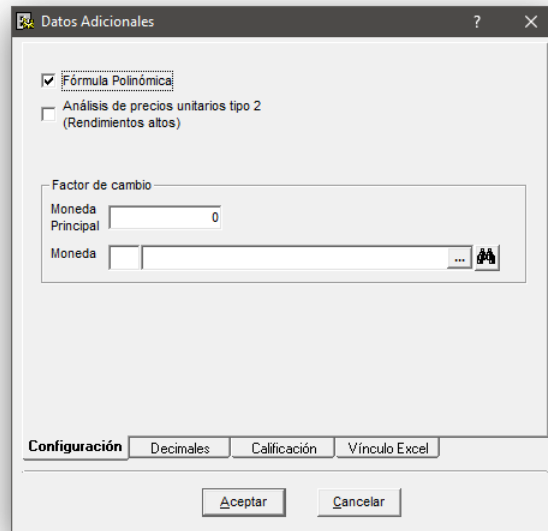 Datos Adicionales
?
Fórmula Polinómica
Análisis de precios unitarios tipo 2
(Rendimientos altos)
Factor de cambio
Moneda
Principal
0
Moneda
...
Configuración
Decimales
Calificación
Vínculo Excel
Aceptar
Cancelar